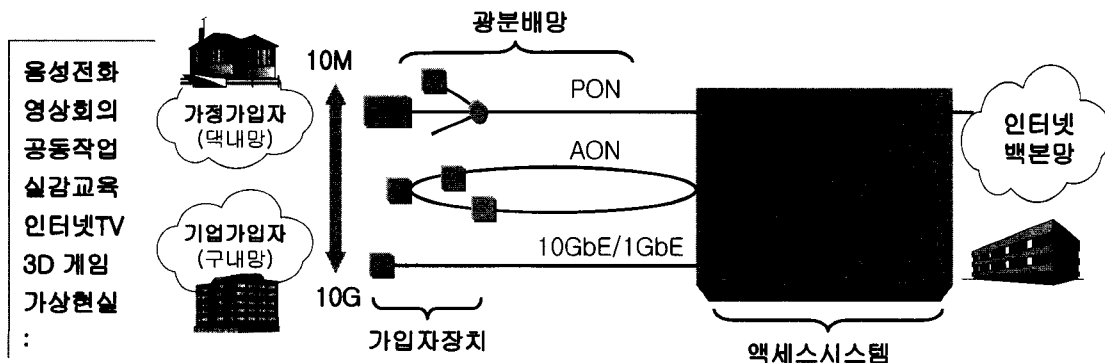 음성전화
영상회의
공동작업
실감교육
인터넷TV
3D 게임
가상현실
:
가정가입자
(댁내망)
기업가입자
(구내망)
10M
10G
광분배망
PON
AON
10GbE/1GbE
가입자장치
액세스시스템
인터넷
백본망